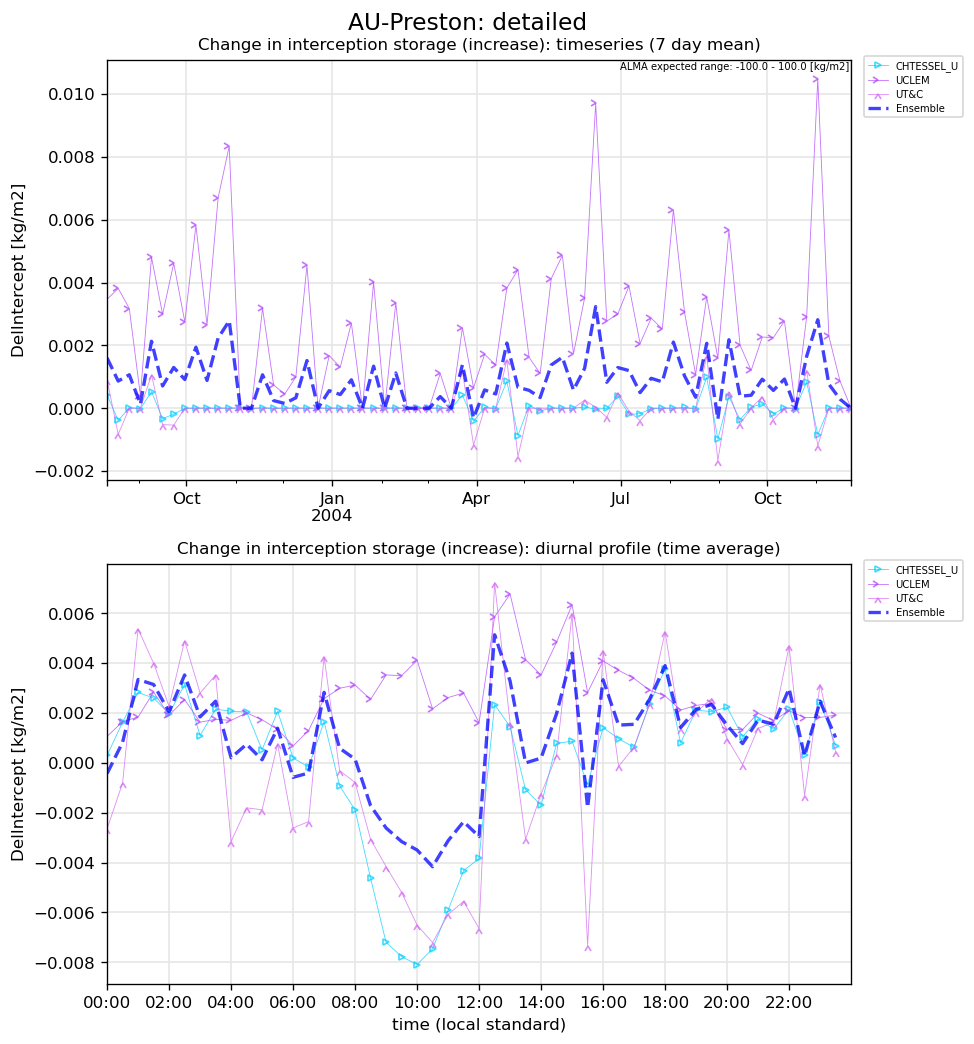 AU-Preston: detailed
Change in interception storage (increase): timeseries (7 day mean)
ALMA expected range: -100.0 - 100.0 [kg/m2]
CHTESSEL_U
UCLEM
UT&C
Ensemble
DelIntercept [kg/m2]
0.010
0.008
0.006
0.004
0.002
0.000
−0.002
Oct
Jan
2004
Apr
Jul
Oct
Change in interception storage (increase): diurnal profile (time average)
CHTESSEL_U
UCLEM
UT&C
Ensemble
DelIntercept [kg/m2]
0.006
0.004
0.002
0.000
−0.002
−0.004
−0.006
−0.008
00:00
02:00
04:00
06:00
08:00
10:00
12:00
14:00
16:00
18:00
20:00
22:00
time (local standard)